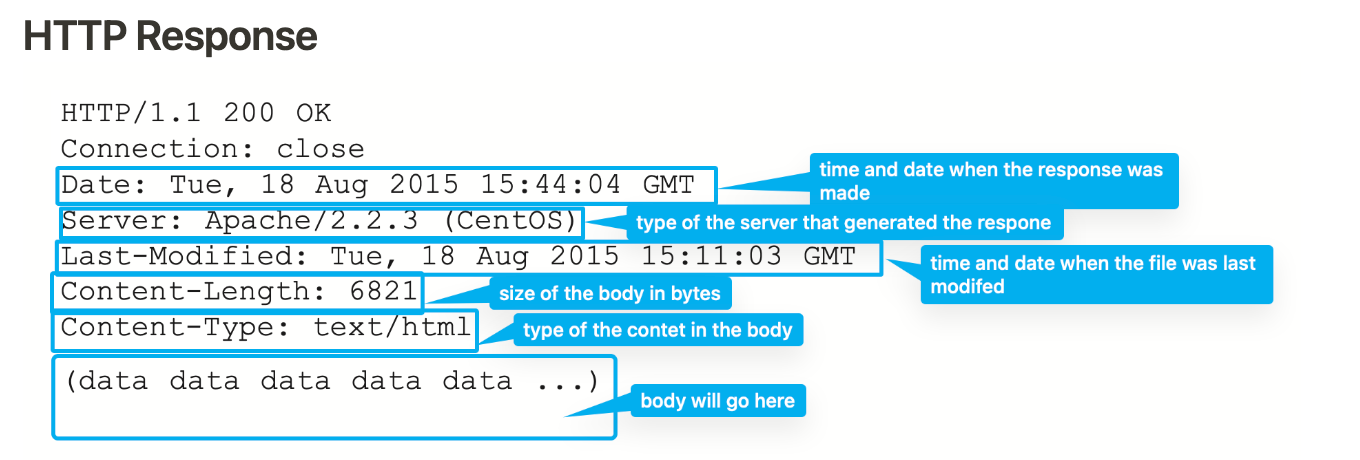 HTTP Response
HTTP/1.1 200 OK
Connection: close
Date: Tue, 18 Aug 2015 15:44:04 GMT
time and date when the response was
made
Server: Apache/2.2.3 (CentOS)
type of the server that generated the respone
Last-Modified: Tue, 18 Aug 2015 15:11:03 GMT
time and date when the file was last
modifed
Content-Length: 6821
size of the body in bytes
Content-Type: text/html
type of the contet in the body
(data data data data data ...)
body will go here